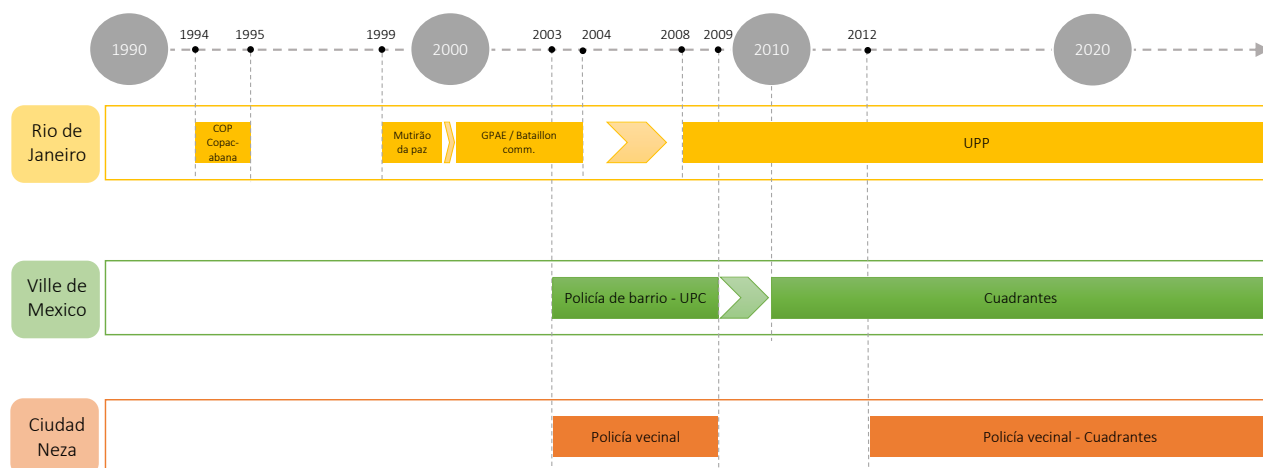 1990
1994
1995
1999
2000
2003
2004
2008
2009
2010
2012
2020
Rio de
Janeiro
COP
Copac-
abana
Mutirão
da paz
GPAE / Bataillon
comm.
UPP
Ville de
Mexico
Policía de barrio - UPC
Cuadrantes
Ciudad
Neza
Policía vecinal
Policía vecinal - Cuadrantes